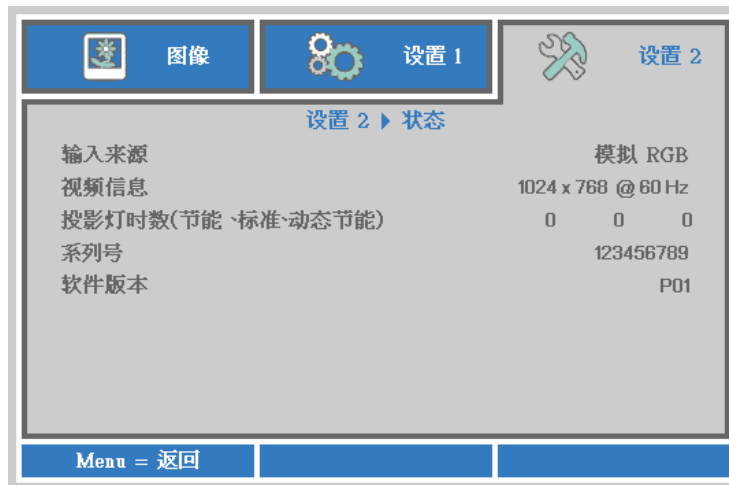 图像 设置 1 设置 2
设置 2 ▶ 状态
输入来源 模拟 RGB
视频信息 1024 x 768 @ 60 Hz
投影灯时数(节能、标准、动态节能) 0 0 0
系列号 123456789
软件版本 P01
Menu = 返回